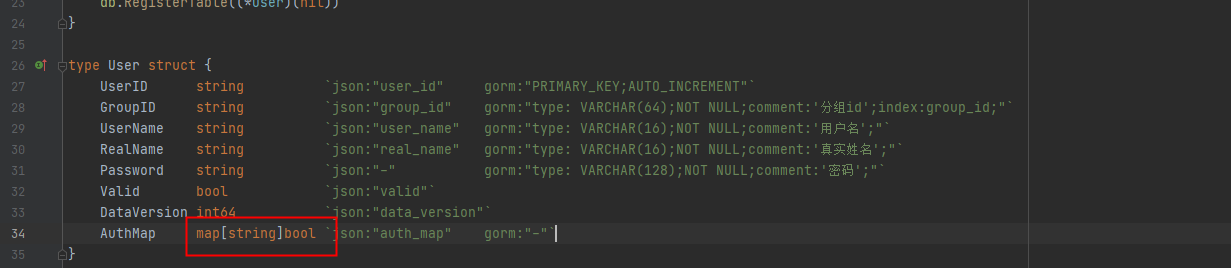 23 db.RegisterTable((*User)(nil))
24 }
25
26 type User struct {
27 UserID string `json:"user_id" gorm:"PRIMARY_KEY;AUTO_INCREMENT"`
28 GroupID string `json:"group_id" gorm:"type: VARCHAR(64);NOT NULL;comment:'分组id';index:group_id;"`
29 UserName string `json:"user_name" gorm:"type: VARCHAR(16);NOT NULL;comment:'用户名';"`
30 RealName string `json:"real_name" gorm:"type: VARCHAR(16);NOT NULL;comment:'真实姓名';"`
31 Password string `json:"-" gorm:"type: VARCHAR(128);NOT NULL;comment:'密码';"`
32 Valid bool `json:"valid"`
33 DataVersion int64 `json:"data_version"`
34 AuthMap map[string]bool `json:"auth_map" gorm:"-"`
35 }